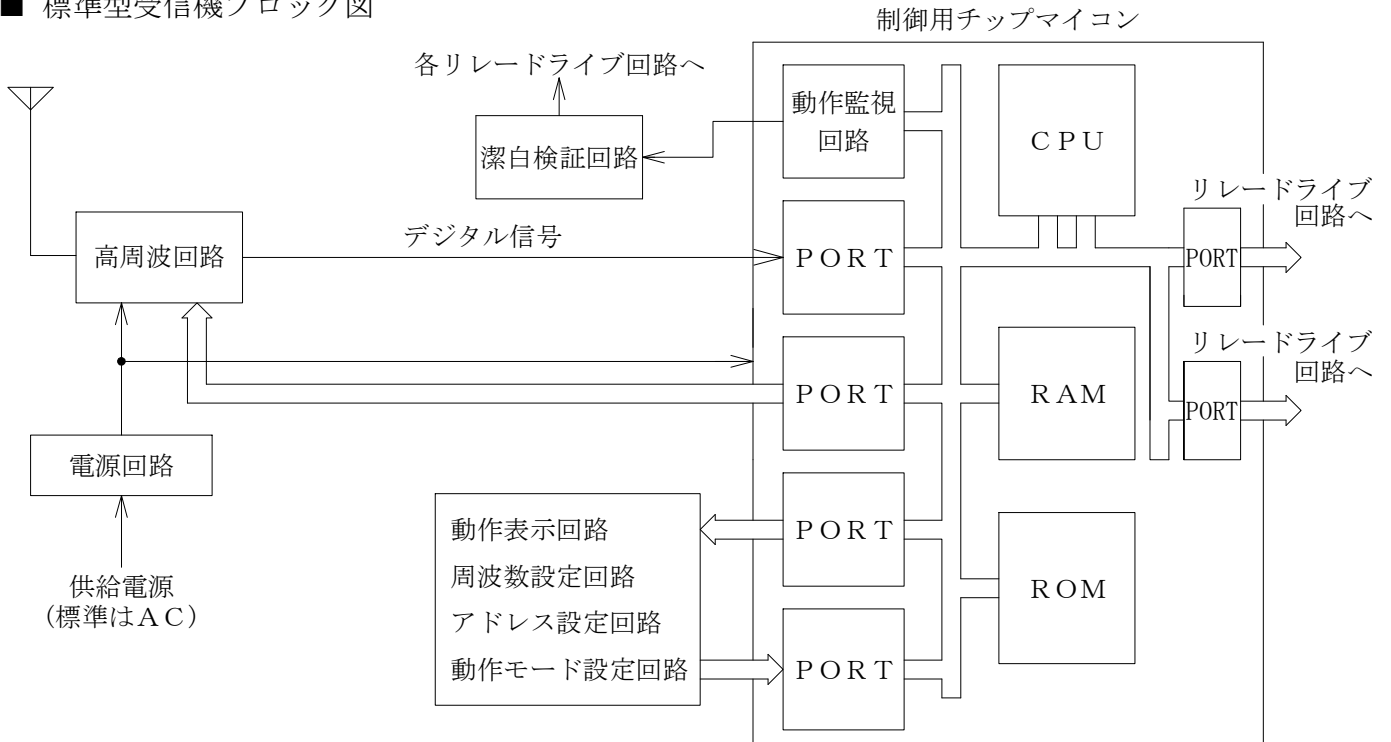 ■ 標準型受信機ブロック図
制御用チップマイコン
各リレードライブ回路へ
動作監視
回路
潔白検証回路
CPU
リレードライブ
回路へ
高周波回路
デジタル信号
PORT
PORT
リレードライブ
回路へ
PORT
RAM
PORT
電源回路
動作表示回路
周波数設定回路
アドレス設定回路
動作モード設定回路
PORT
ROM
供給電源
(標準はAC)
PORT